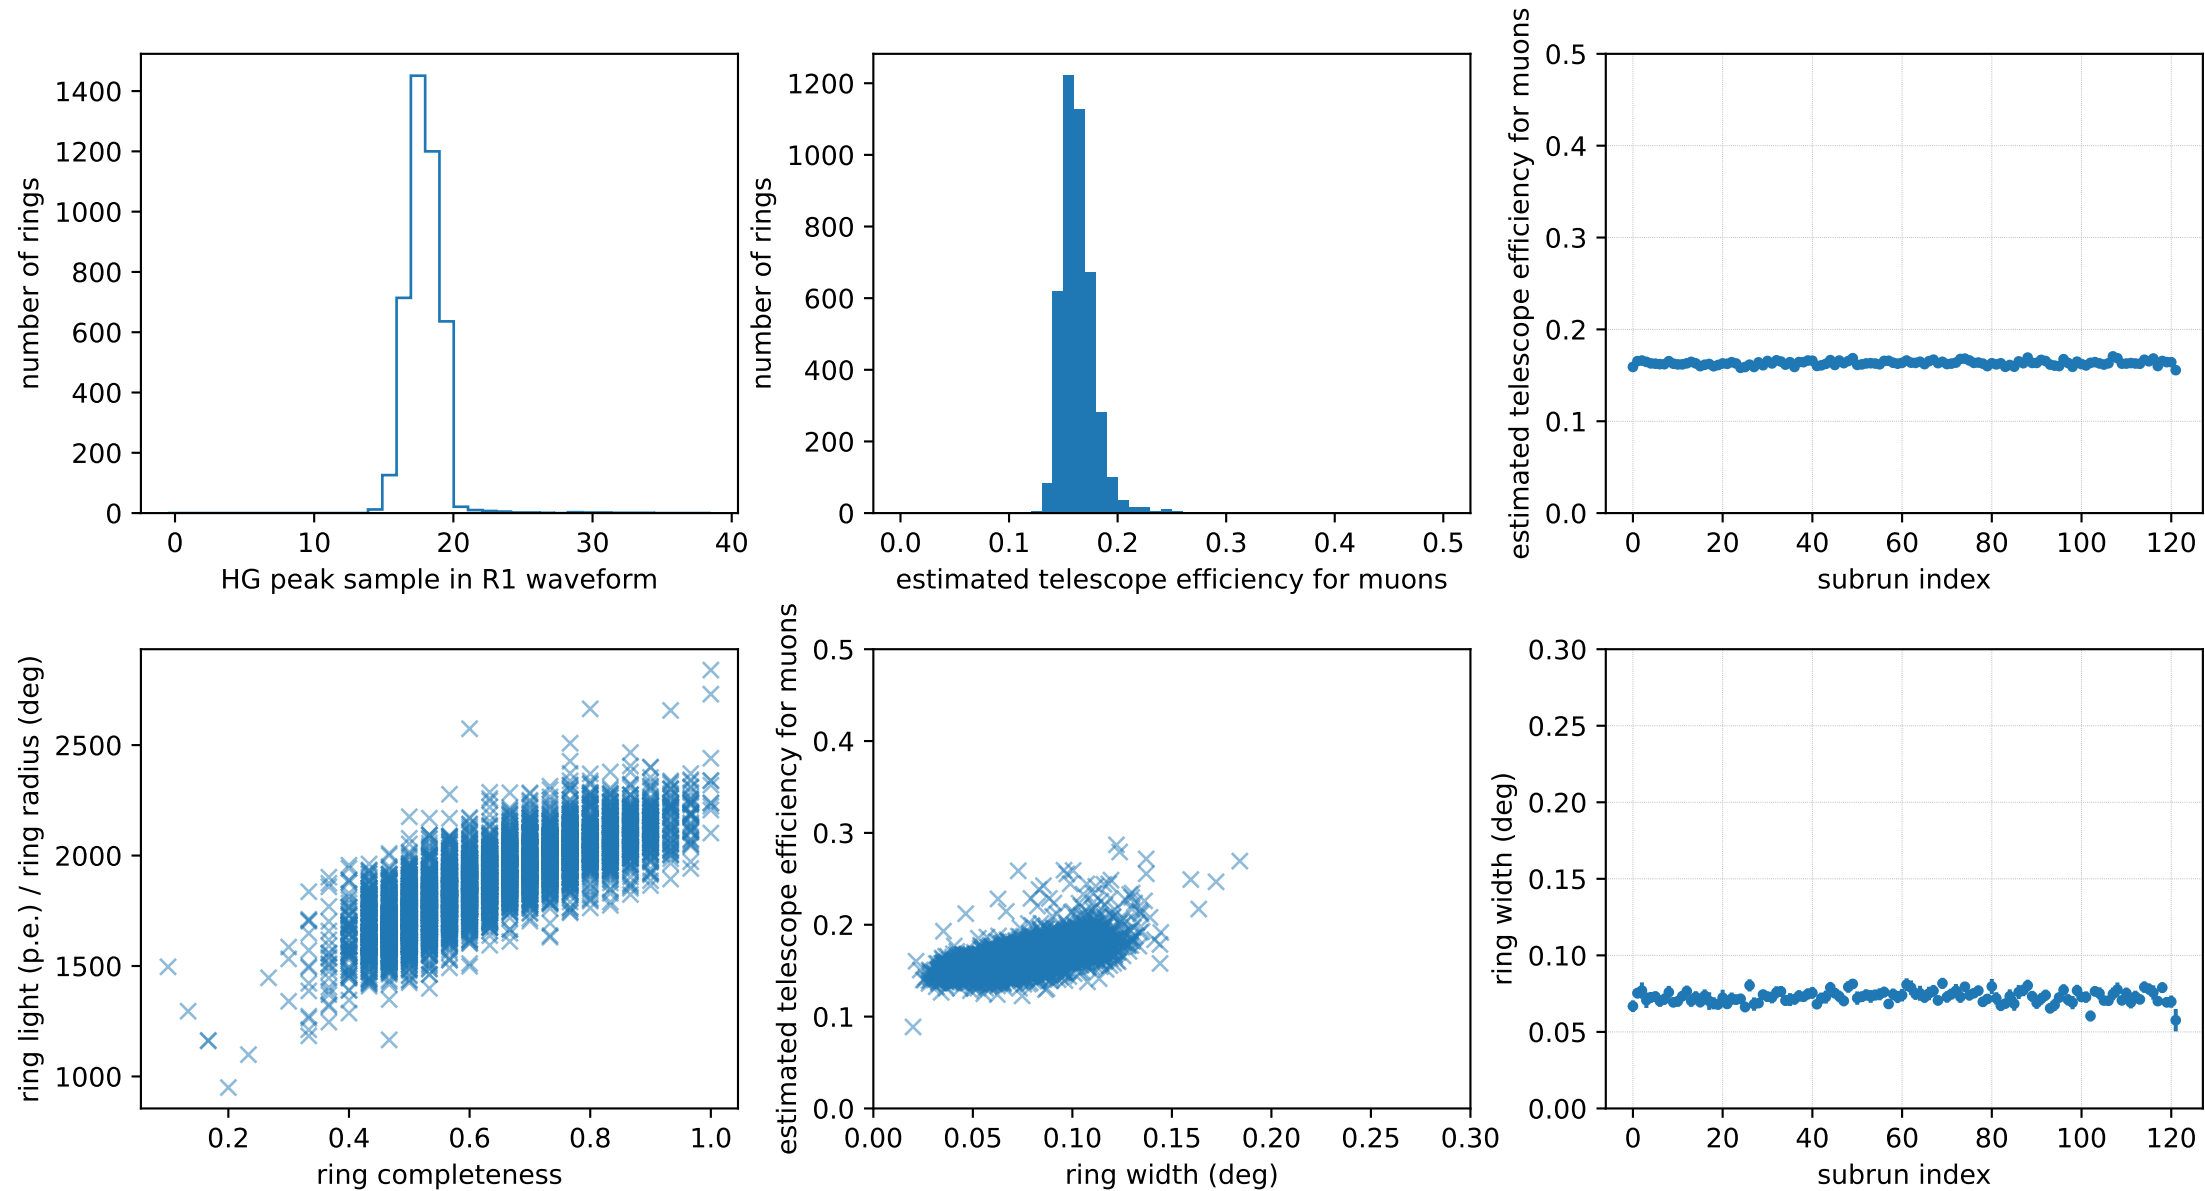 number of rings
1400
1200
1000
800
600
400
200
0
0 10 20 30 40
HG peak sample in R1 waveform
number of rings
1200
1000
800
600
400
200
0
0.0 0.1 0.2 0.3 0.4 0.5
estimated telescope efficiency for muons
estimated telescope efficiency for muons
0.5
0.4
0.3
0.2
0.1
0.0
0 20 40 60 80 100 120
subrun index
ring light (p.e.) / ring radius (deg)
2500
2000
1500
1000
0.2 0.4 0.6 0.8 1.0
ring completeness
estimated telescope efficiency for muons
0.5
0.4
0.3
0.2
0.1
0.0
0.00 0.05 0.10 0.15 0.20 0.25 0.30
ring width (deg)
ring width (deg)
0.30
0.25
0.20
0.15
0.10
0.05
0.00
0 20 40 60 80 100 120
subrun index